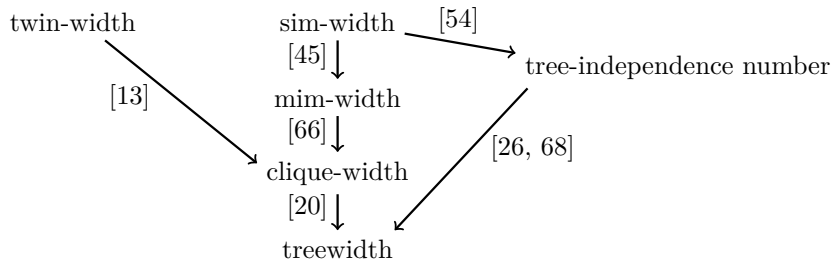 twin-width
sim-width
[54]
[45]
tree-independence number
[13]
mim-width
[66]
[26, 68]
clique-width
[20]
treewidth